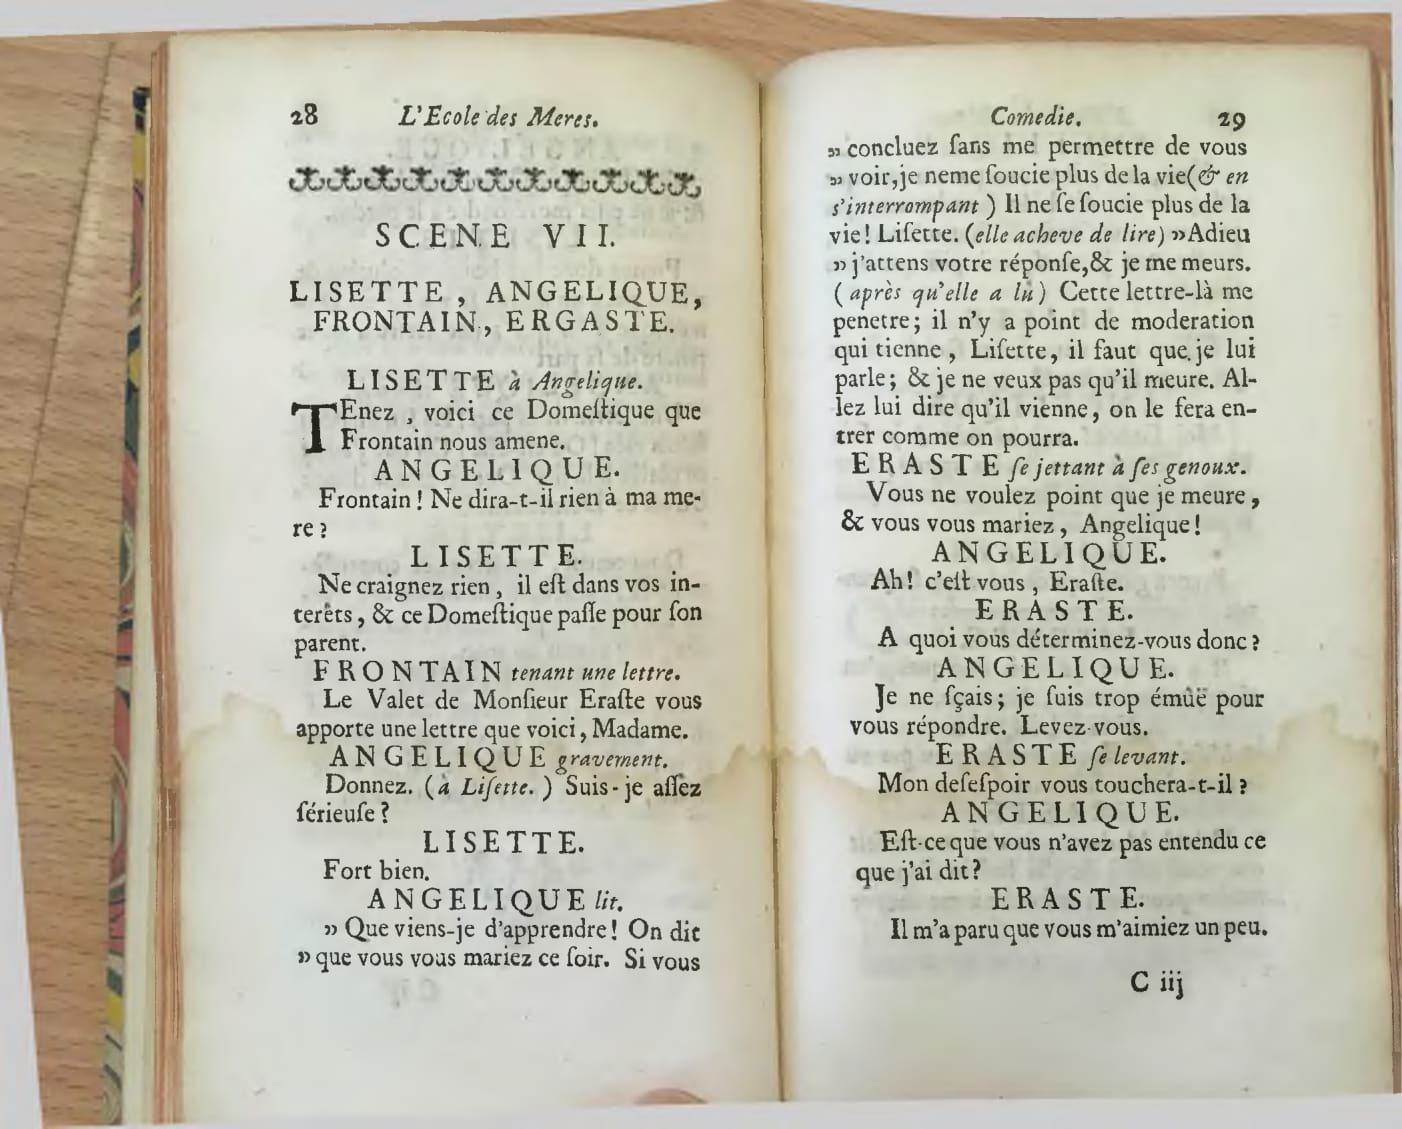 28 L'Ecole des Meres.
SCENE VII.
LISETTE, ANGELIQUE,
FRONTAIN, ERGASTE.
LISETTE à Angelique.
TEnez, voici ce Domeſtique que
Frontain nous amene.
ANGELIQUE.
Frontain! Ne dira-t-il rien à ma me-
re?
LISETTE.
Ne craignez rien, il eſt dans vos in-
terêts, & ce Domeſtique paſſe pour ſon
parent.
FRONTAIN tenant une lettre.
Le Valet de Monſieur Eraſte vous
apporte une lettre que voici, Madame.
ANGELIQUE gravement.
Donnez. (à Liſette.) Suis-je aſſez
ſérieuſe?
LISETTE.
Fort bien.
ANGELIQUE lit.
» Que viens-je d'apprendre! On dit
» que vous vous mariez ce ſoir. Si vous
Comedie. 29
» concluez ſans me permettre de vous
» voir, je ne me ſoucie plus de la vie (& en
s'interrompant) Il ne ſe ſoucie plus de la
vie! Liſette. (elle acheve de lire) »Adieu
» j'attens votre réponſe, & je me meurs.
(après qu'elle a lû) Cette lettre-là me
penetre; il n'y a point de moderation
qui tienne, Liſette, il faut que je lui
parle; & je ne veux pas qu'il meure. Al-
lez lui dire qu'il vienne, on le fera en-
trer comme on pourra.
ERASTE ſe jettant à ſes genoux.
Vous ne voulez point que je meure,
& vous vous mariez, Angelique!
ANGELIQUE.
Ah! c'eſt vous, Eraſte.
ERASTE.
A quoi vous déterminez-vous donc?
ANGELIQUE.
Je ne ſçais; je ſuis trop émûë pour
vous répondre. Levez-vous.
ERASTE ſe levant.
Mon deſeſpoir vous touchera-t-il?
ANGELIQUE.
Eſt-ce que vous n'avez pas entendu ce
que j'ai dit?
ERASTE.
Il m'a paru que vous m'aimiez un peu.
C iij